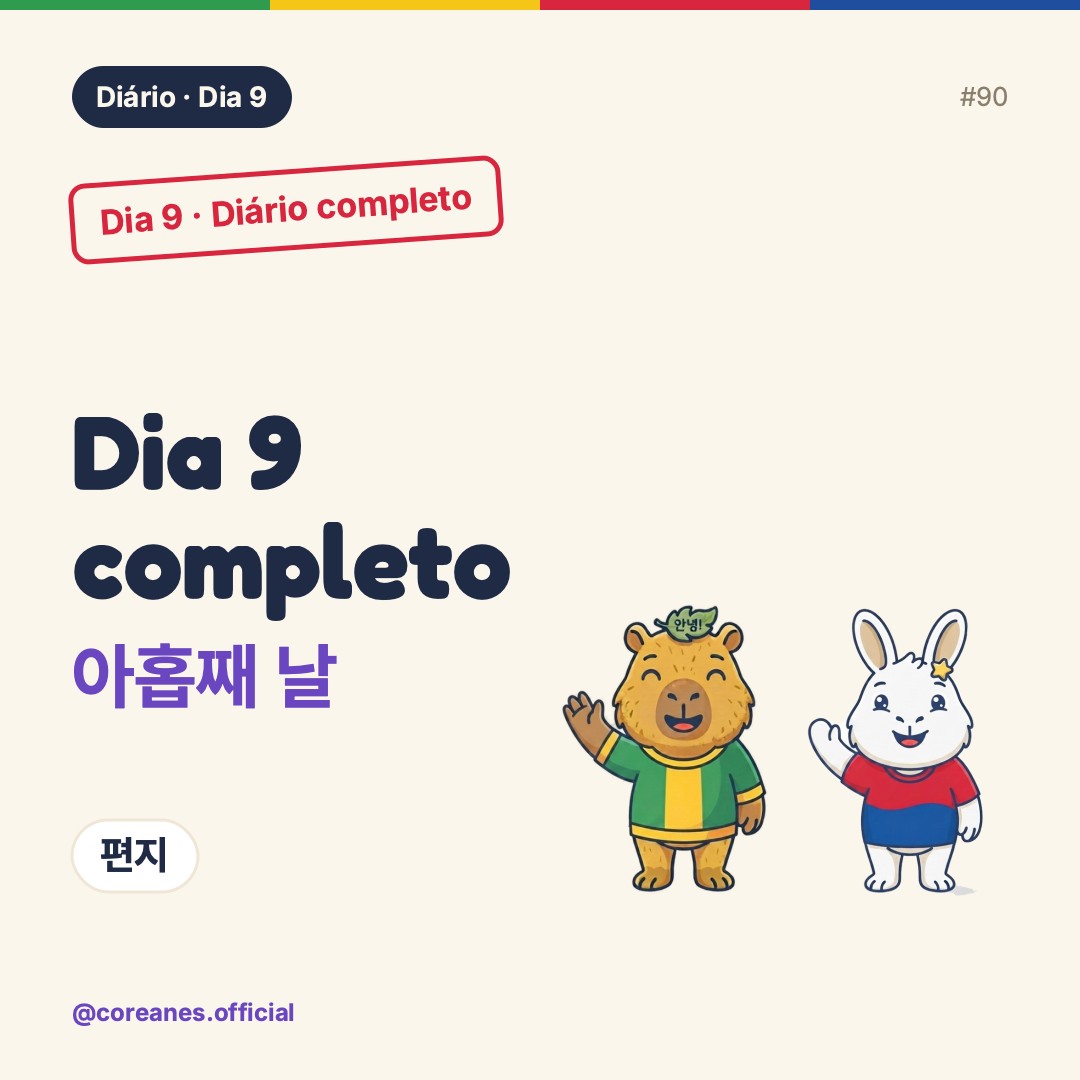 Diário · Dia 9
#90
Dia 9 · Diário completo
Dia 9
completo
아홉째 날
안녕!
편지
@coreanes.official